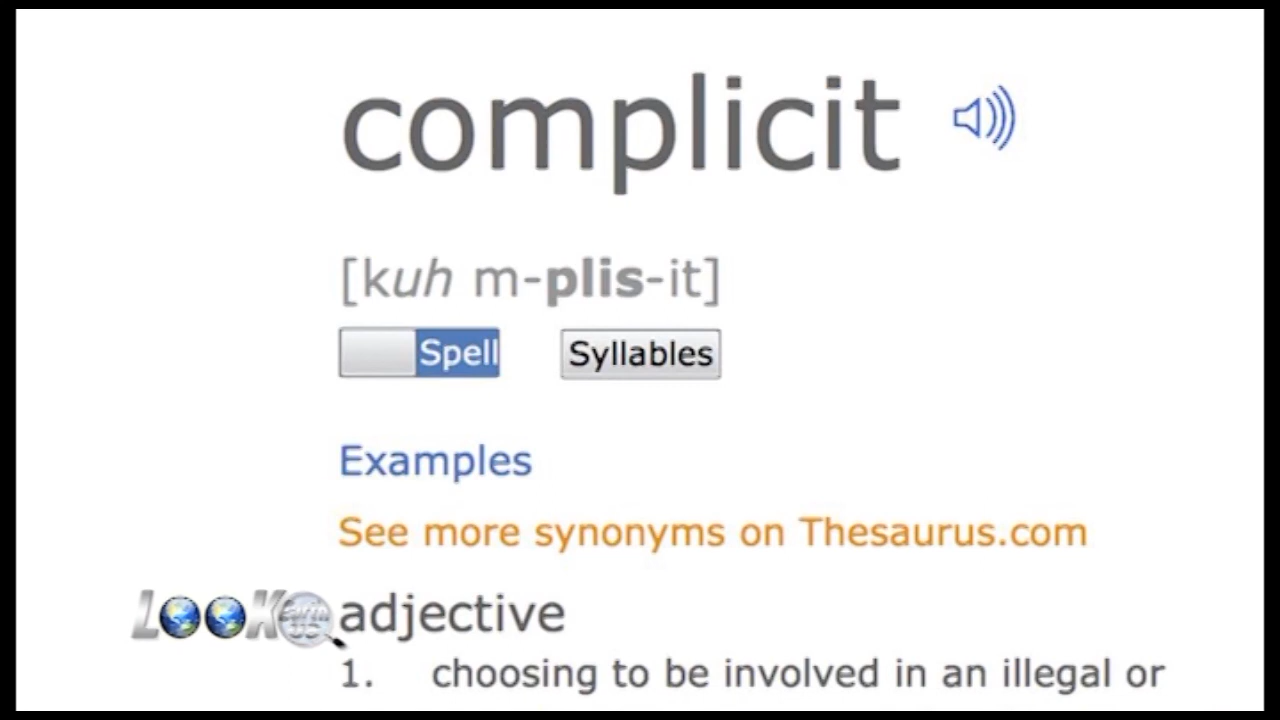 complicit
[kuh m-plis-it]
Spell Syllables
Examples
See more synonyms on Thesaurus.com
LOOK
adjective
1. choosing to be involved in an illegal or